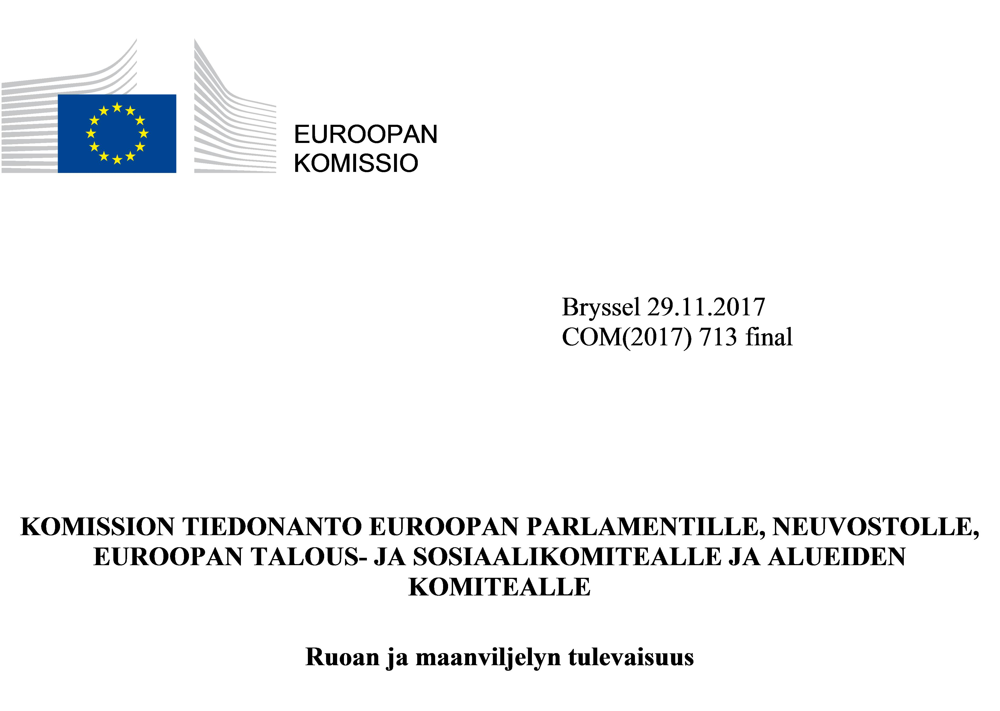 EUROOPAN
KOMISSIO
Bryssel 29.11.2017
COM(2017) 713 final
KOMISSION TIEDONANTO EUROOPAN PARLAMENTILLE, NEUVOSTOLLE,
EUROOPAN TALOUS- JA SOSIAALIKOMITEALLE JA ALUEIDEN
KOMITEALLE
Ruoan ja maanviljelyn tulevaisuus